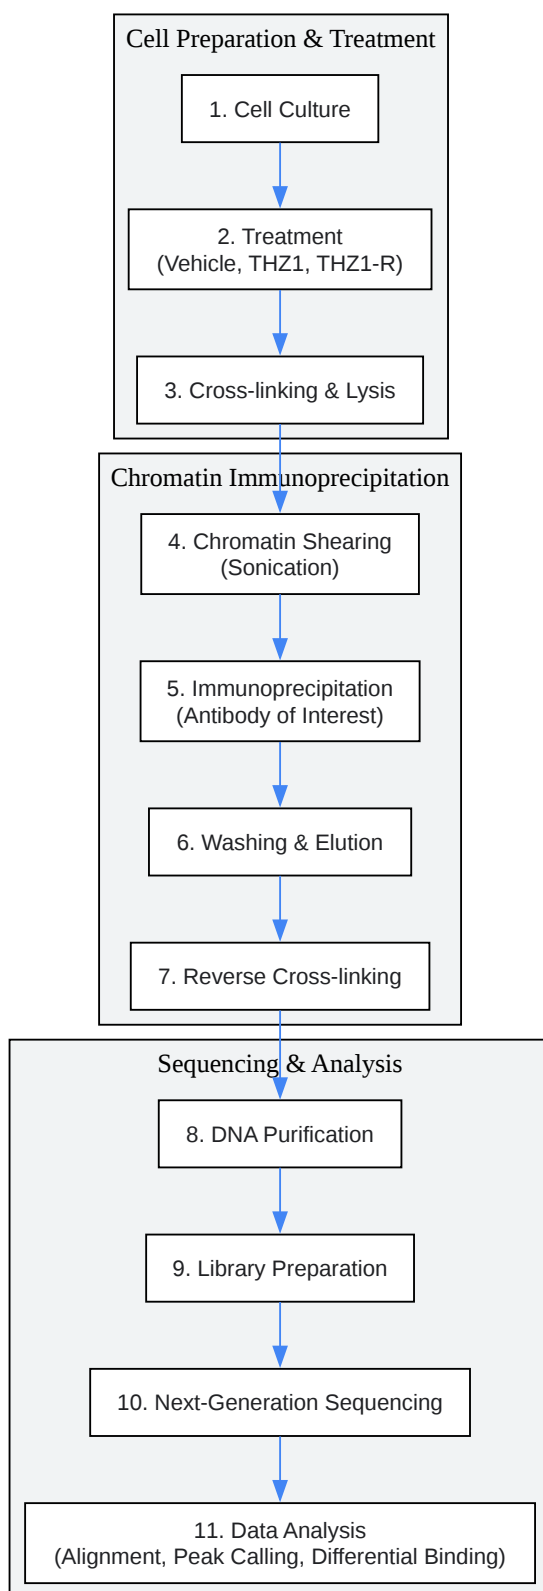 Cell Preparation & Treatment
1. Cell Culture
2. Treatment
(Vehicle, THZ1, THZ1-R)
3. Cross-linking & Lysis
Chromatin Immunoprecipitation
4. Chromatin Shearing
(Sonication)
5. Immunoprecipitation
(Antibody of Interest)
6. Washing & Elution
7. Reverse Cross-linking
Sequencing & Analysis
8. DNA Purification
9. Library Preparation
10. Next-Generation Sequencing
11. Data Analysis
(Alignment, Peak Calling, Differential Binding)